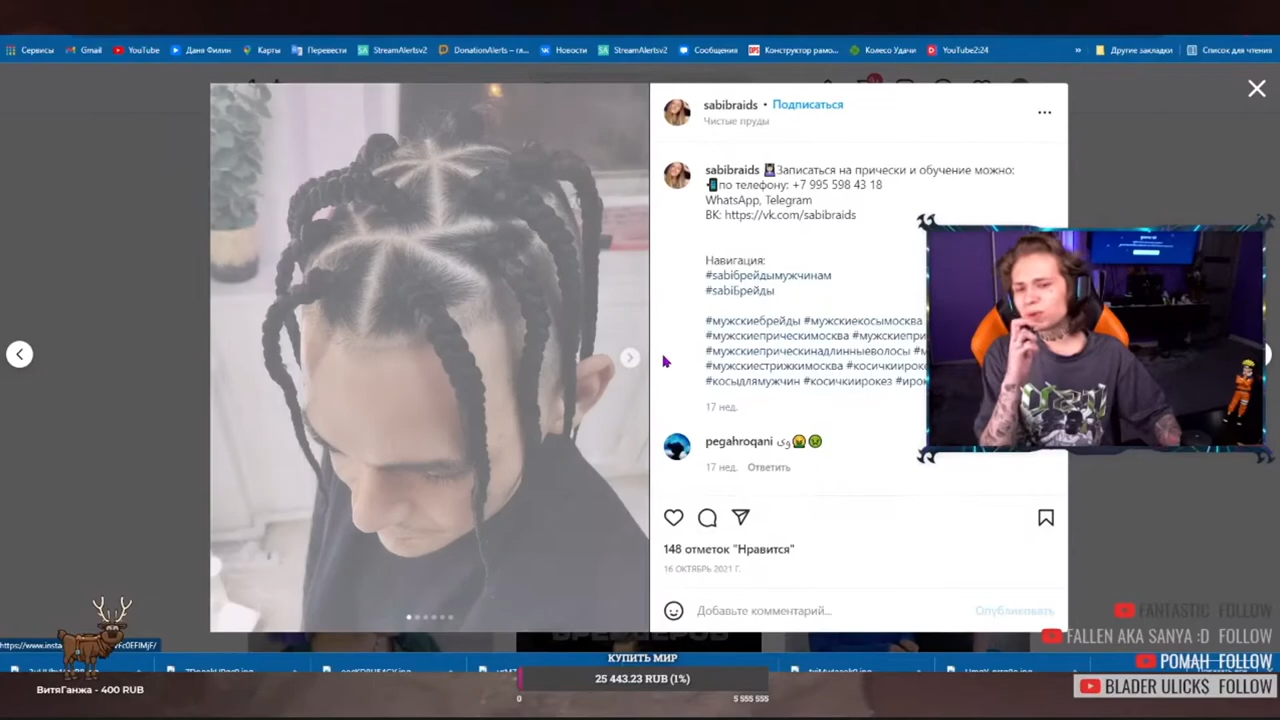 Сервисы
Gmail
YouTube
Даня Филин
Карты
Перевести
StreamAlertsv2
DonationAlerts – гл...
Новости
StreamAlertsv2
Сообщения
Конструктор рамо...
Колесо Удачи
YouTube2:24
»
Другие закладки
Список для чтения
sabibraids • Подписаться
Чистые пруды
sabibraids Записаться на прически и обучение можно:
по телефону: +7 995 598 43 18
WhatsApp, Telegram
ВК: https://vk.com/sabibraids
Навигация:
#sabiбрейдымужчинам
#sabiбрейды
#мужскиебрейды #мужскиекосымосква
#мужскиеприческимосква #мужскиепри
#мужскиеприческинадлинныеволосы #м
#мужскиестрижкимосква #косичкиирок
#косыдлямужчин #косичкиирокез #иро
17 нед.
pegahroqani وی
17 нед. Ответить
148 отметок "Нравится"
16 ОКТЯБРЬ 2021 Г.
Добавьте комментарий...
Опубликовать
FANTASTIC FOLLOW
FALLEN AKA SANYA :D FOLLOW
РОМАН FOLLOW
BLADER ULICKS FOLLOW
КУПИТЬ МИР
25 443.23 RUB (1%)
0
5 555 555
ВитяГанжа - 400 RUB